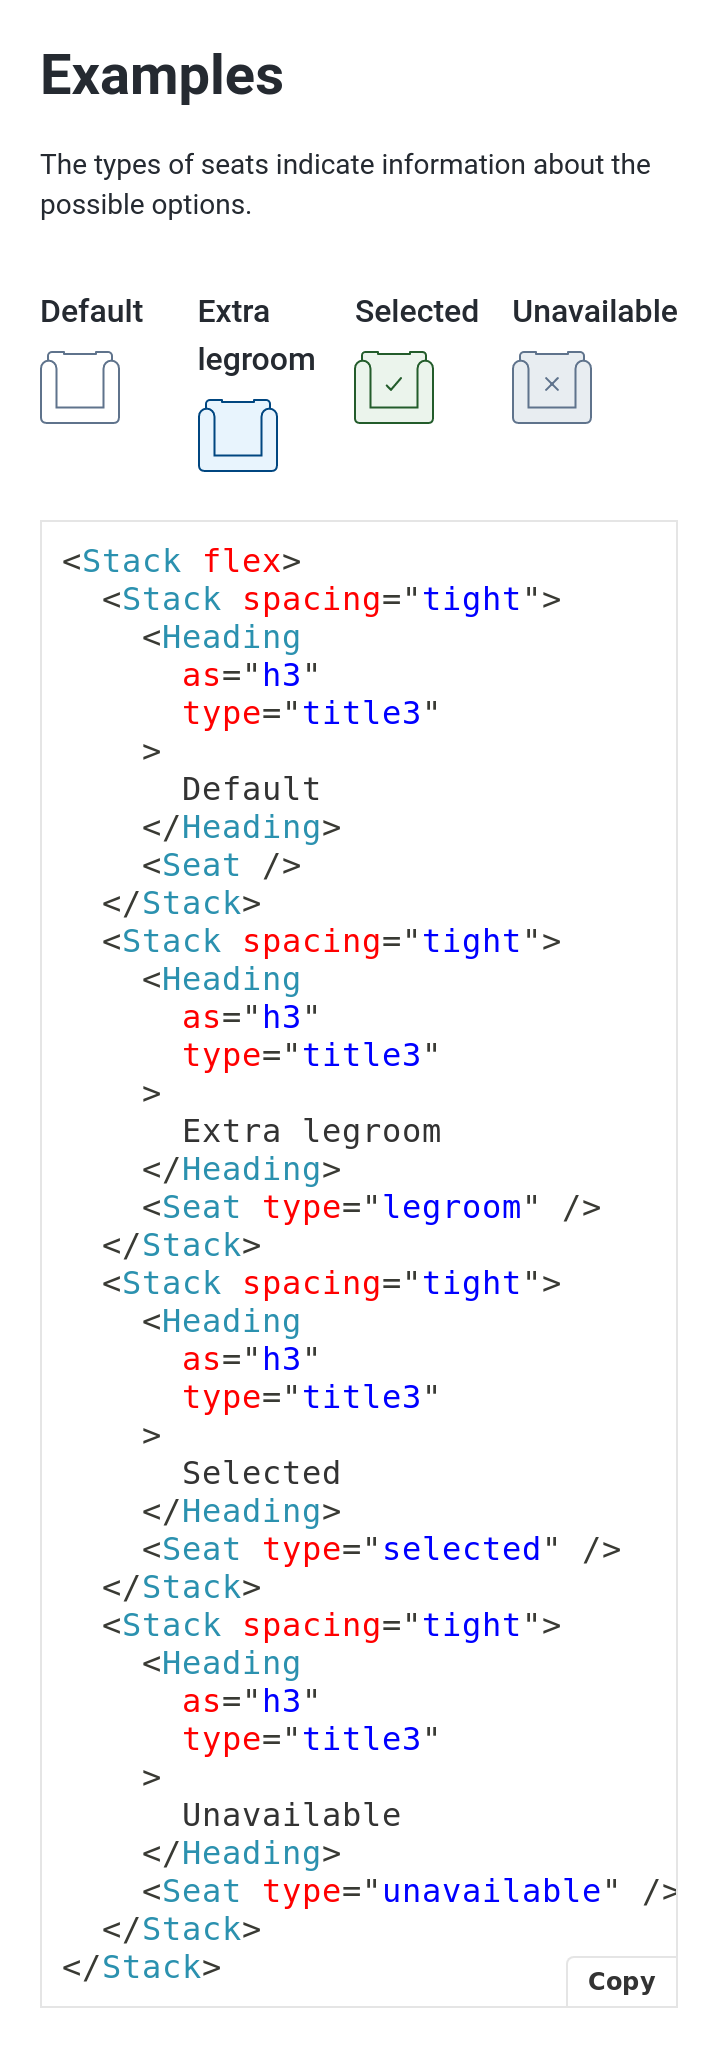 Examples
The types of seats indicate information about the
possible options.
Default
Extra
legroom
Selected
Unavailable
<Stack flex>
  <Stack spacing="tight">
    <Heading
      as="h3"
      type="title3"
    >
      Default
    </Heading>
    <Seat />
  </Stack>
  <Stack spacing="tight">
    <Heading
      as="h3"
      type="title3"
    >
      Extra legroom
    </Heading>
    <Seat type="legroom" />
  </Stack>
  <Stack spacing="tight">
    <Heading
      as="h3"
      type="title3"
    >
      Selected
    </Heading>
    <Seat type="selected" />
  </Stack>
  <Stack spacing="tight">
    <Heading
      as="h3"
      type="title3"
    >
      Unavailable
    </Heading>
    <Seat type="unavailable" />
  </Stack>
</Stack>
Copy